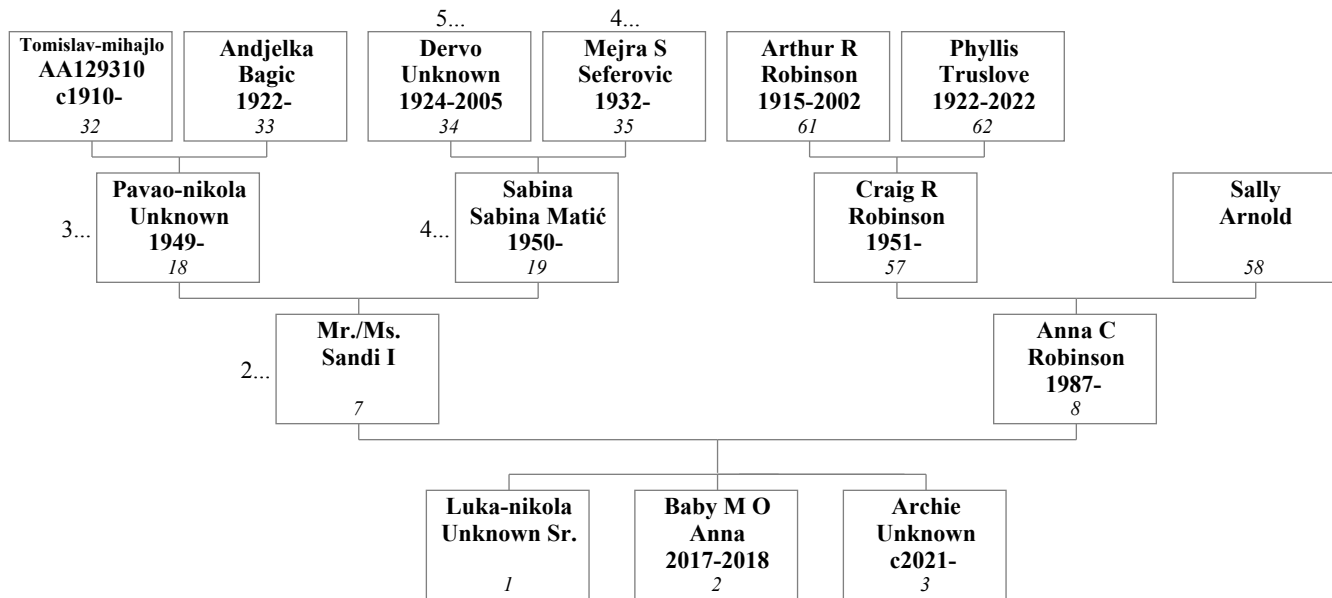 5...
4...
Tomislav-mihajlo
AA129310
c1910-
32
Andjelka
Bagic
1922-
33
Dervo
Unknown
1924-2005
34
Mejra S
Seferovic
1932-
35
Arthur R
Robinson
1915-2002
61
Phyllis
Truslove
1922-2022
62
3...
Pavao-nikola
Unknown
1949-
18
4...
Sabina
Sabina Matić
1950-
19
Craig R
Robinson
1951-
57
Sally
Arnold
58
2...
Mr./Ms.
Sandi I
7
Anna C
Robinson
1987-
8
Luka-nikola
Unknown Sr.
1
Baby M O
Anna
2017-2018
2
Archie
Unknown
c2021-
3